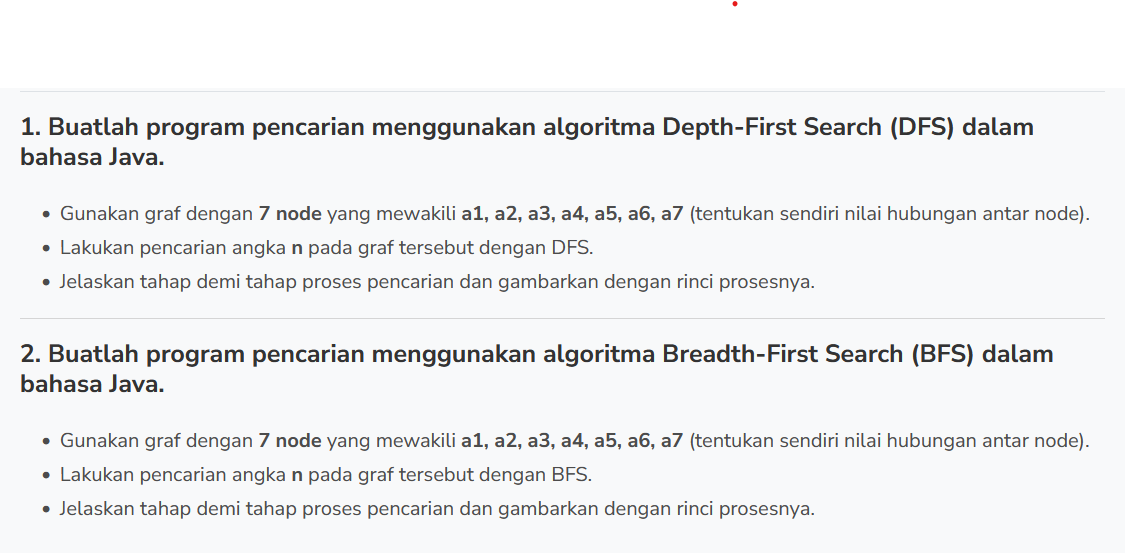 1. Buatlah program pencarian menggunakan algoritma Depth-First Search (DFS) dalam
bahasa Java.
• Gunakan graf dengan 7 node yang mewakili a1, a2, a3, a4, a5, a6, a7 (tentukan sendiri nilai hubungan antar node).
• Lakukan pencarian angka n pada graf tersebut dengan DFS.
• Jelaskan tahap demi tahap proses pencarian dan gambarkan dengan rinci prosesnya.
2. Buatlah program pencarian menggunakan algoritma Breadth-First Search (BFS) dalam
bahasa Java.
• Gunakan graf dengan 7 node yang mewakili a1, a2, a3, a4, a5, a6, a7 (tentukan sendiri nilai hubungan antar node).
• Lakukan pencarian angka n pada graf tersebut dengan BFS.
• Jelaskan tahap demi tahap proses pencarian dan gambarkan dengan rinci prosesnya.